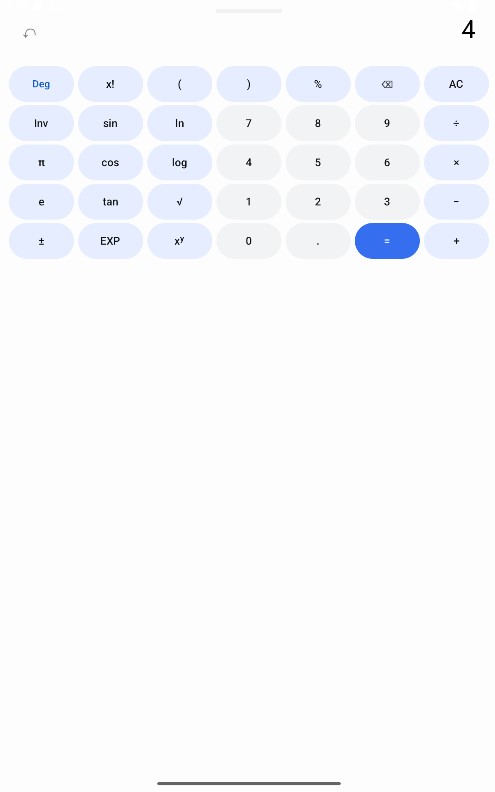 4
Deg x! ( ) % ⌫ AC
Inv sin ln 7 8 9 ÷
π cos log 4 5 6 ×
e tan √ 1 2 3 −
± EXP xʸ 0 . = +